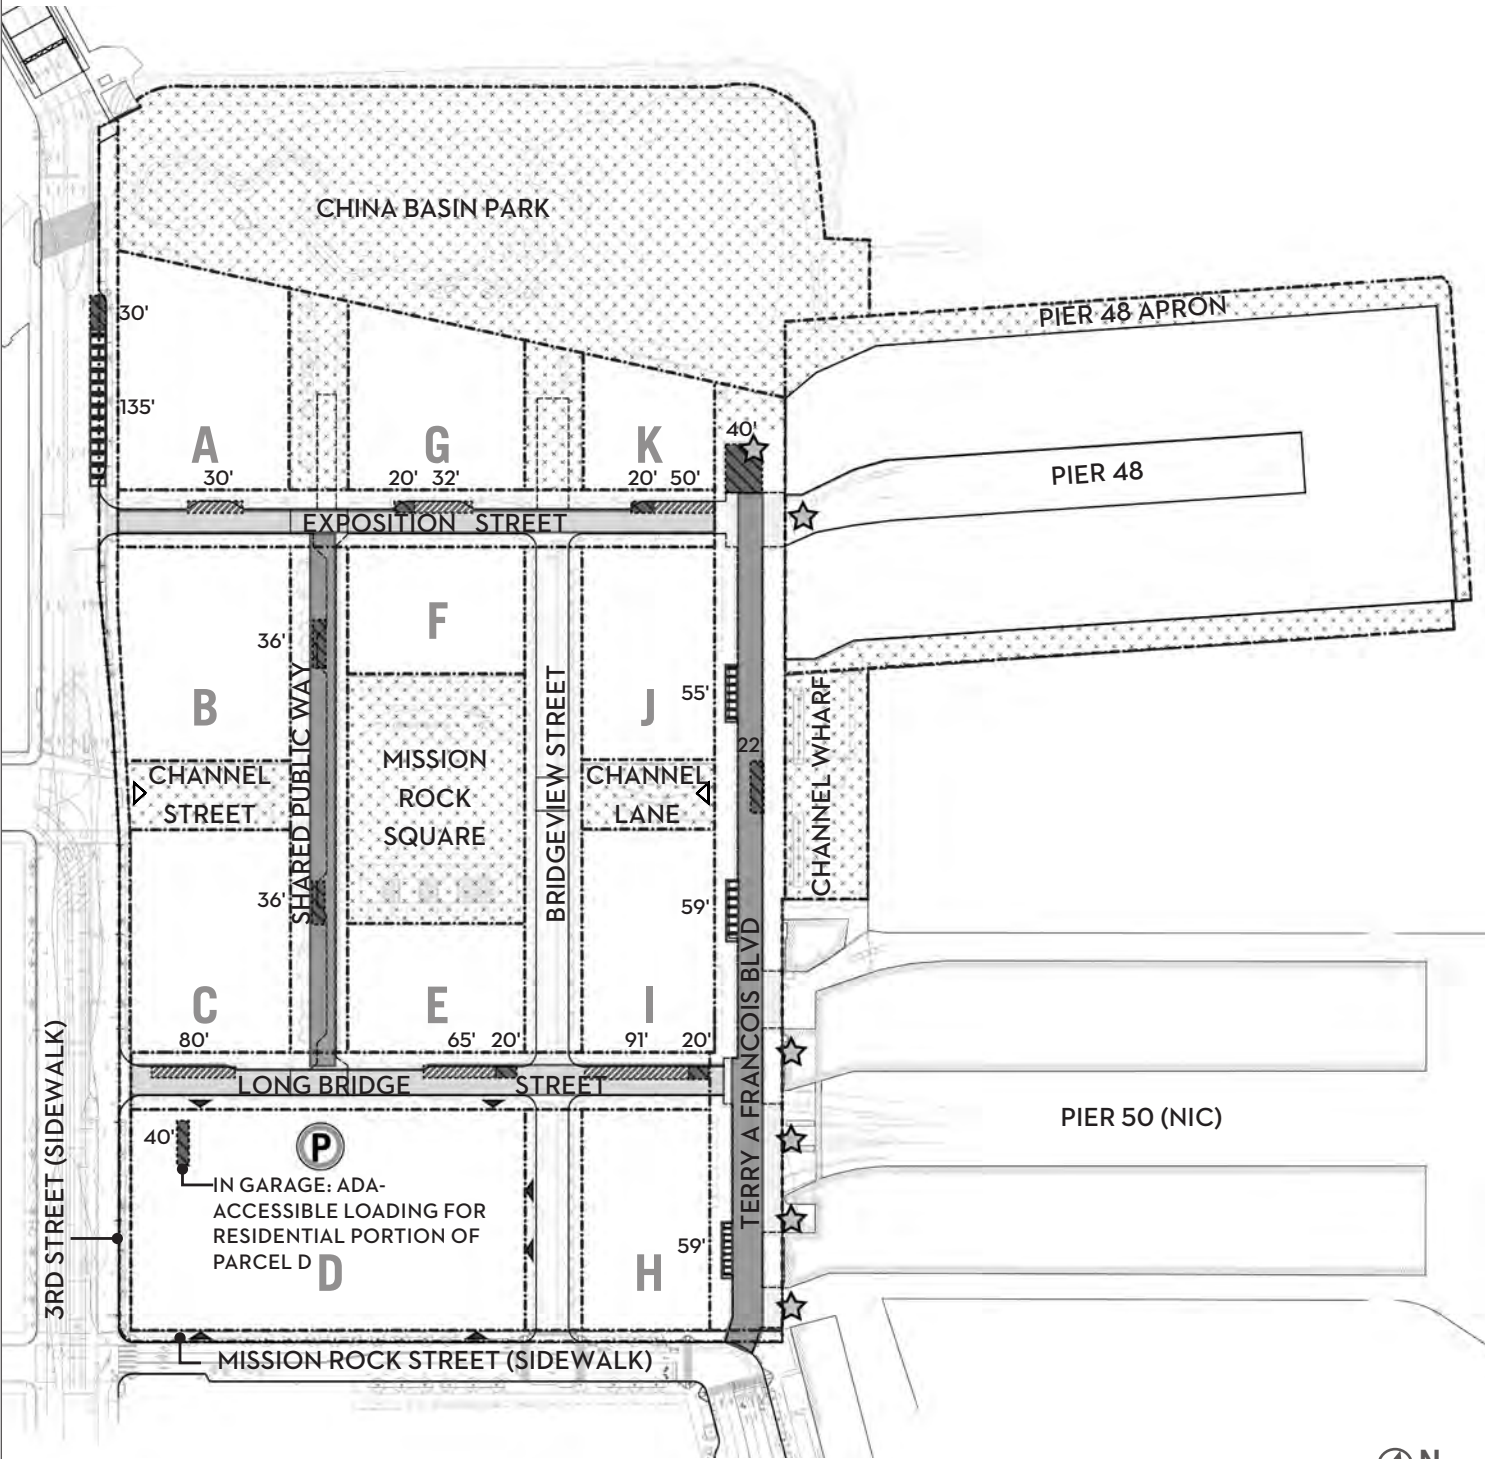 CHINA BASIN PARK
PIER 48 APRON
30'
135'
40'
A
G
K
PIER 48
30'
20' 32'
20' 50'
EXPOSITION STREET
F
36'
B
J
55'
SHARED PUBLIC WAY
BRIDGEVIEW STREET
CHANNEL WHARF
22'
MISSION
ROCK
SQUARE
CHANNEL
STREET
CHANNEL
LANE
36'
59'
TERRY A FRANCOIS BLVD
C
E
I
80'
65' 20'
91' 20'
LONG BRIDGE STREET
3RD STREET (SIDEWALK)
PIER 50 (NIC)
40'
P
IN GARAGE: ADA-
ACCESSIBLE LOADING FOR
RESIDENTIAL PORTION OF
PARCEL D
D
H
59'
MISSION ROCK STREET (SIDEWALK)
N